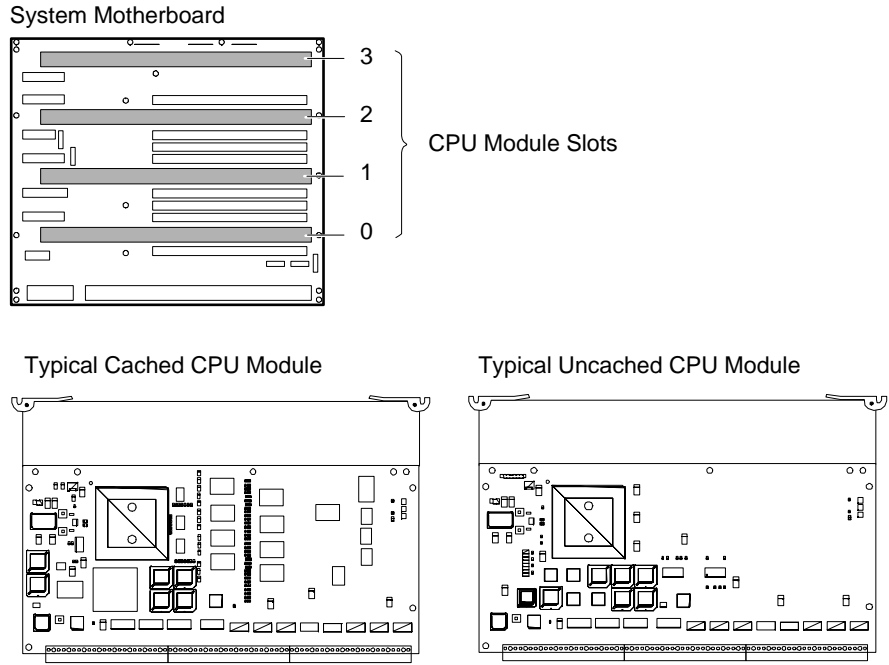 System Motherboard
3
2
CPU Module Slots
1
0
Typical Cached CPU Module
Typical Uncached CPU Module